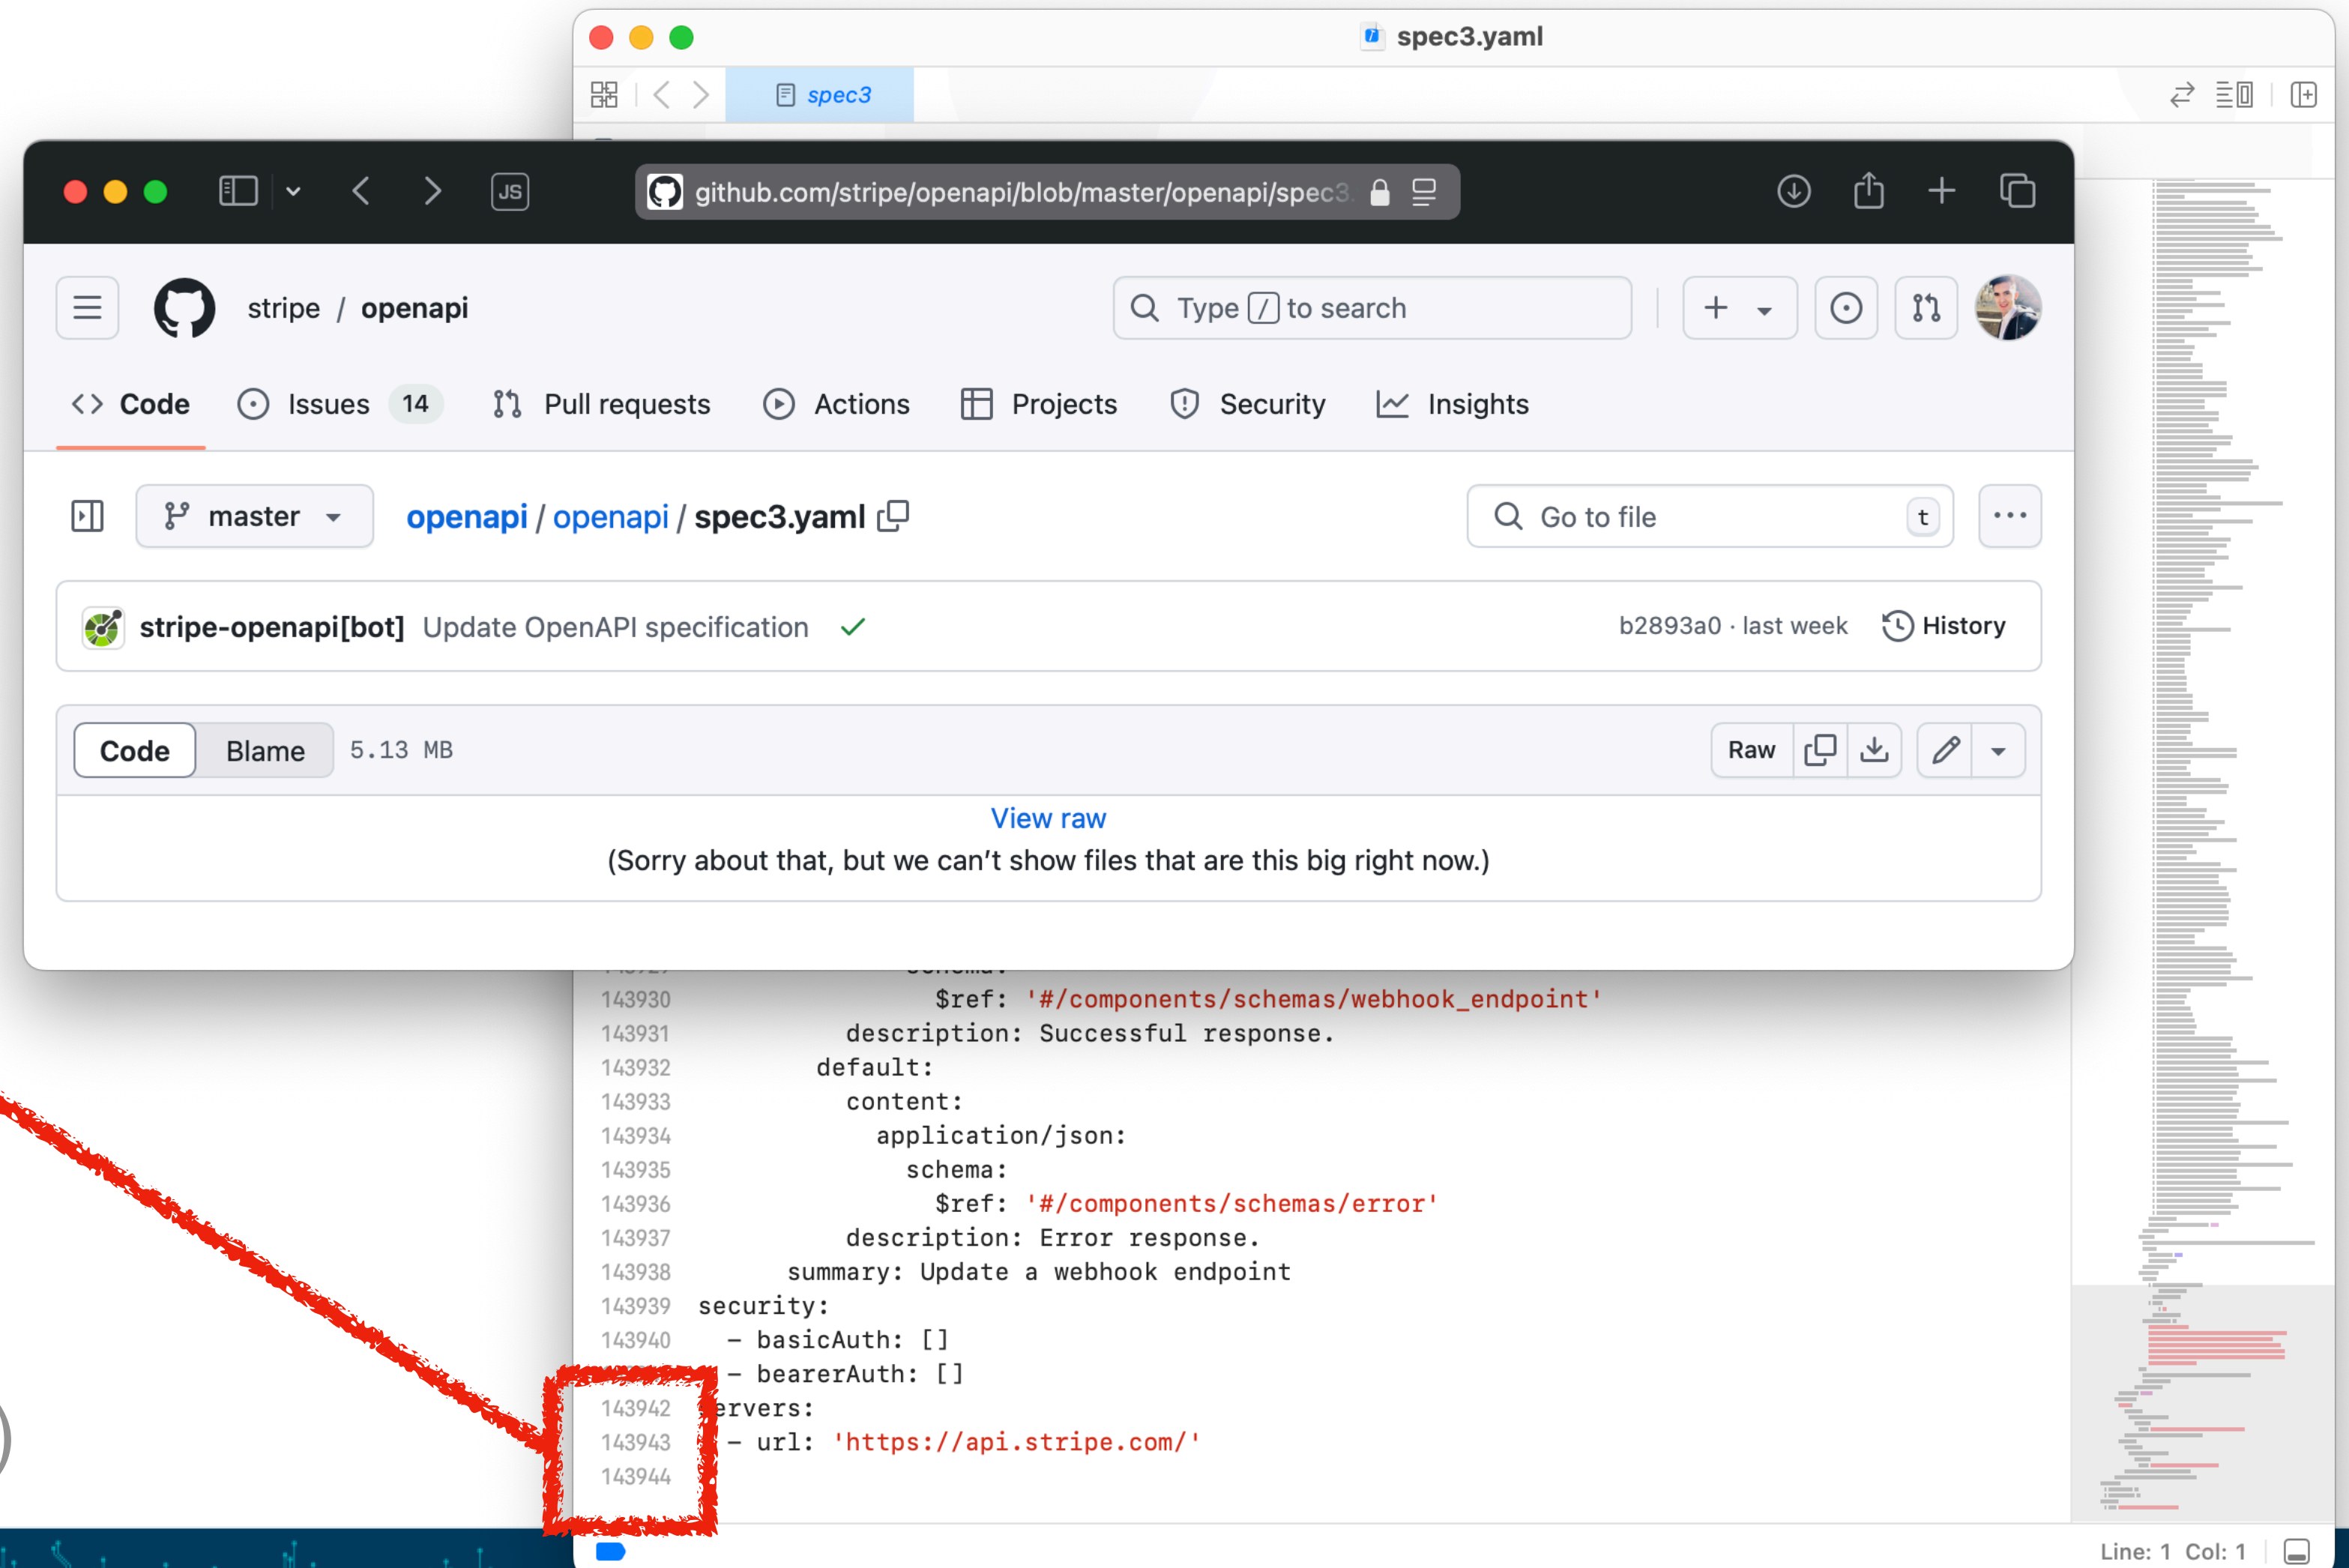 spec3.yaml
spec3
JS
github.com/stripe/openapi/blob/master/openapi/spec3.
stripe / openapi
Type / to search
Code
Issues 14
Pull requests
Actions
Projects
Security
Insights
master
openapi / openapi / spec3.yaml
Go to file
t
stripe-openapi[bot] Update OpenAPI specification
b2893a0 · last week
History
Code
Blame
5.13 MB
Raw
View raw
(Sorry about that, but we can't show files that are this big right now.)
143930 $ref: '#/components/schemas/webhook_endpoint'
143931 description: Successful response.
143932 default:
143933 content:
143934 application/json:
143935 schema:
143936 $ref: '#/components/schemas/error'
143937 description: Error response.
143938 summary: Update a webhook endpoint
143939 security:
143940 - basicAuth: []
- bearerAuth: []
143942 ervers:
143943 - url: 'https://api.stripe.com/'
143944
Line: 1 Col: 1